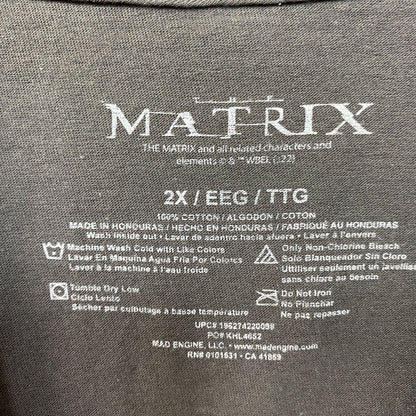 MATRIX
THE MATRIX and all related characters and
elements © & ™ WBEI. (s22)
2X / EEG / TTG
100% COTTON / ALGODON / COTON
MADE IN HONDURAS / HECHO EN HONDURAS / FABRIQUÉ AU HONDURAS
Wash inside out • Lavar de adentro hacia afuera • Laver à l'envers
Machine Wash Cold with Like Colors
Lavar En Maquina Agua Fria Por Colores
Laver à la machine à l'eau froide
Only Non-Chlorine Bleach
Solo Blanqueador Sin Cloro
Utiliser seulement un javellisant
sans chlore au besoin
Tumble Dry Low
Ciclo Lento
Sécher par culbutage à basse température
Do Not Iron
No Planchar
Ne pas repasser
UPC# 196274220098
PO# KHL4652
MAD ENGINE, LLC. • www.madengine.com
RN# 0101631 • CA 41869